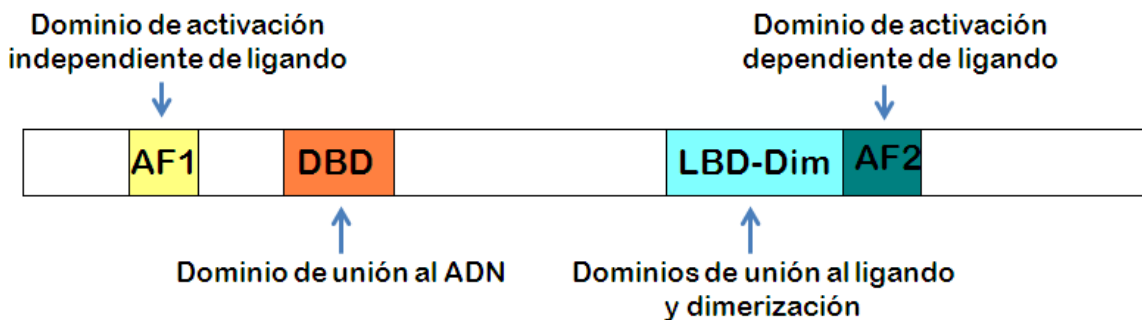 Dominio de activación
independiente de ligando
Dominio de activación
dependiente de ligando
AF1
DBD
LBD-Dim
AF2
Dominio de unión al ADN
Dominios de unión al ligando
y dimerización